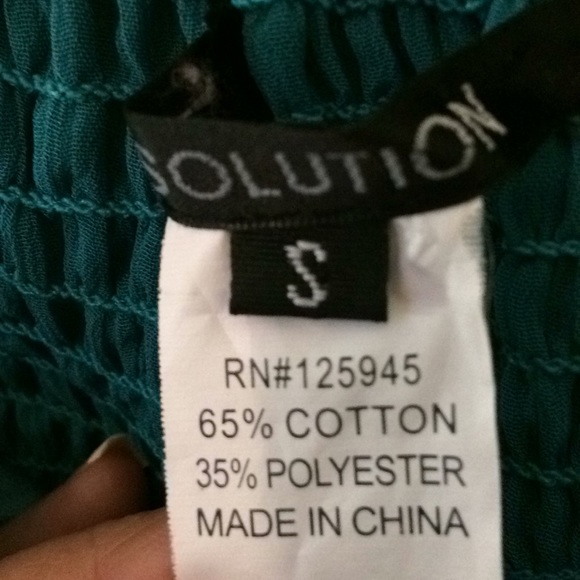 SOLUTION
S
RN#125945
65% COTTON
35% POLYESTER
MADE IN CHINA